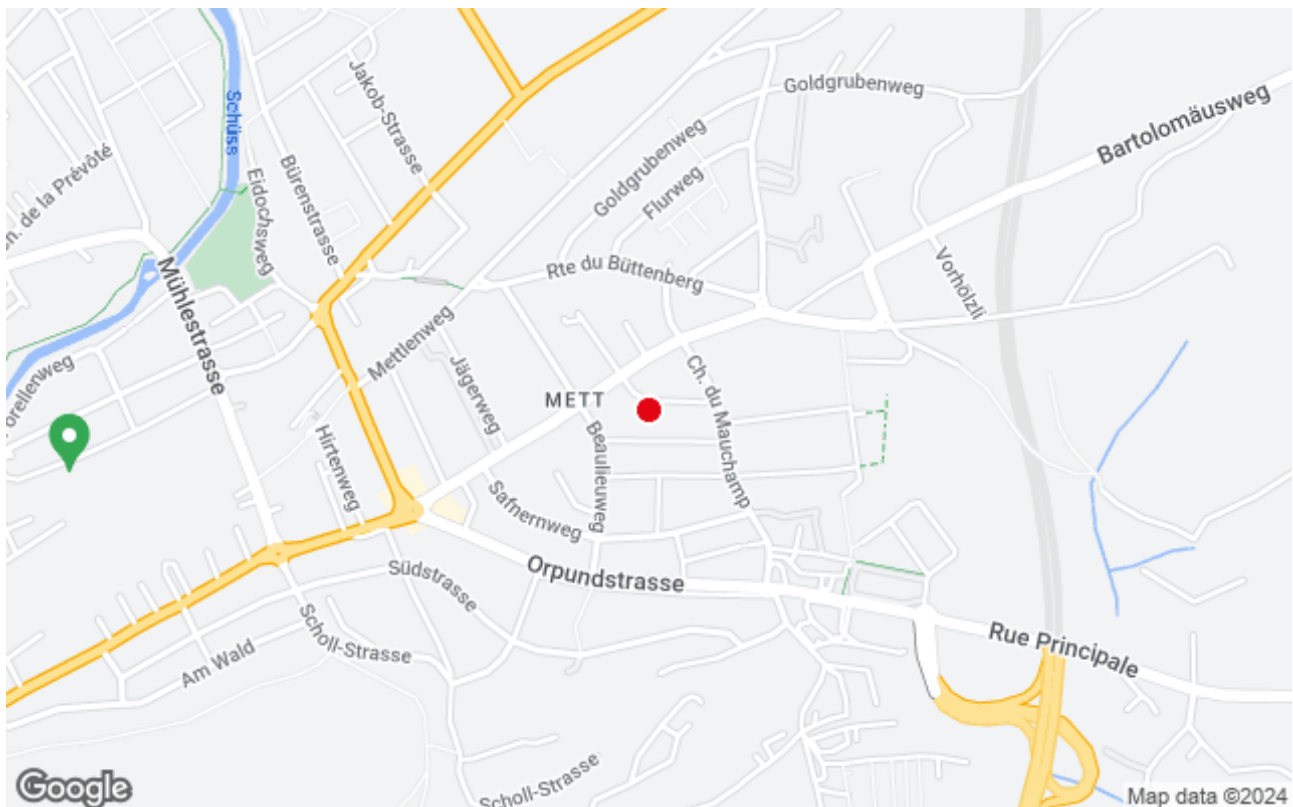 Goldgrubenweg
Jakob-Strasse
Schüss
Bartolomäusweg
Goldgrubenweg
Flurweg
de la Prévôté
Eidochsweg
Bürenstrasse
Rte du Büttenberg
Vorhölzli
Mühlestrasse
Mettlenweg
Jägerweg
Ch. du Mauchamp
METT
Beaulieuweg
Hirtenweg
Safnernweg
Orpundstrasse
Südstrasse
Rue Principale
Scholl-Strasse
Am Wald
Scholl-Strasse
Google
Map data ©2024